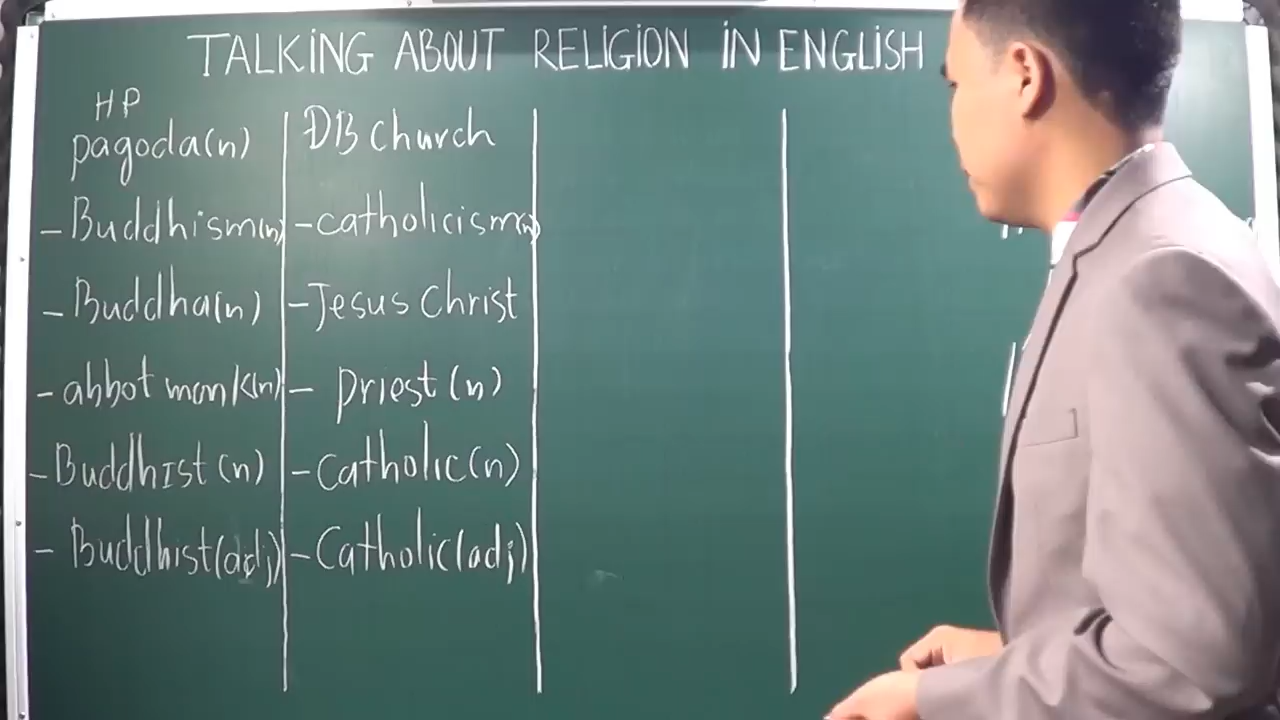 TALKING ABOUT RELIGION IN ENGLISH
HP
pagoda(n)
- Buddhism(n)
- Buddha(n)
- abbot monk(n)
- Buddhist (n)
- Buddhist(adj)
ĐB Church
- catholicism(n)
- Jesus Christ
- priest (n)
- Catholic(n)
- Catholic(adj)